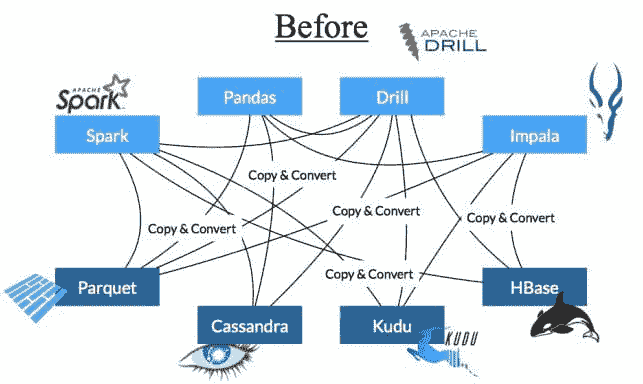 Before
APACHE
DRILL
APACHE
Spark
Pandas
Drill
Spark
Impala
Copy & Convert
Copy & Convert
Copy & Convert
Copy & Convert
Copy & Convert
Parquet
HBase
Cassandra
Kudu
KUDU